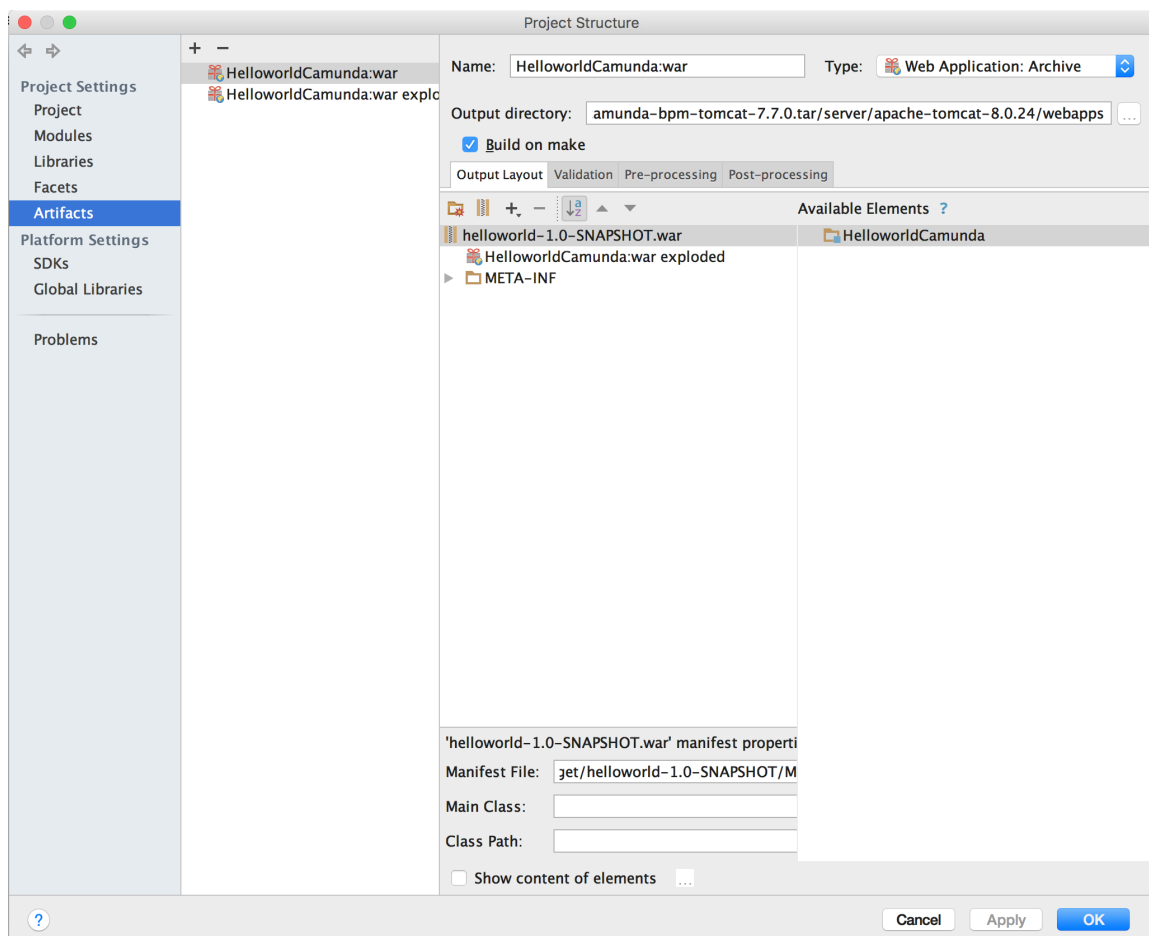 Project Structure
Project Settings
Project
Modules
Libraries
Facets
Artifacts
Platform Settings
SDKs
Global Libraries
Problems
HelloworldCamunda:war
HelloworldCamunda:war explo
Name: HelloworldCamunda:war Type: Web Application: Archive
Output directory: amunda-bpm-tomcat-7.7.0.tar/server/apache-tomcat-8.0.24/webapps ...
Build on make
Output Layout Validation Pre-processing Post-processing
Available Elements ?
helloworld-1.0-SNAPSHOT.war
HelloworldCamunda:war exploded
META-INF
HelloworldCamunda
'helloworld-1.0-SNAPSHOT.war' manifest properti
Manifest File: get/helloworld-1.0-SNAPSHOT/M
Main Class:
Class Path:
Show content of elements ...
? Cancel Apply OK